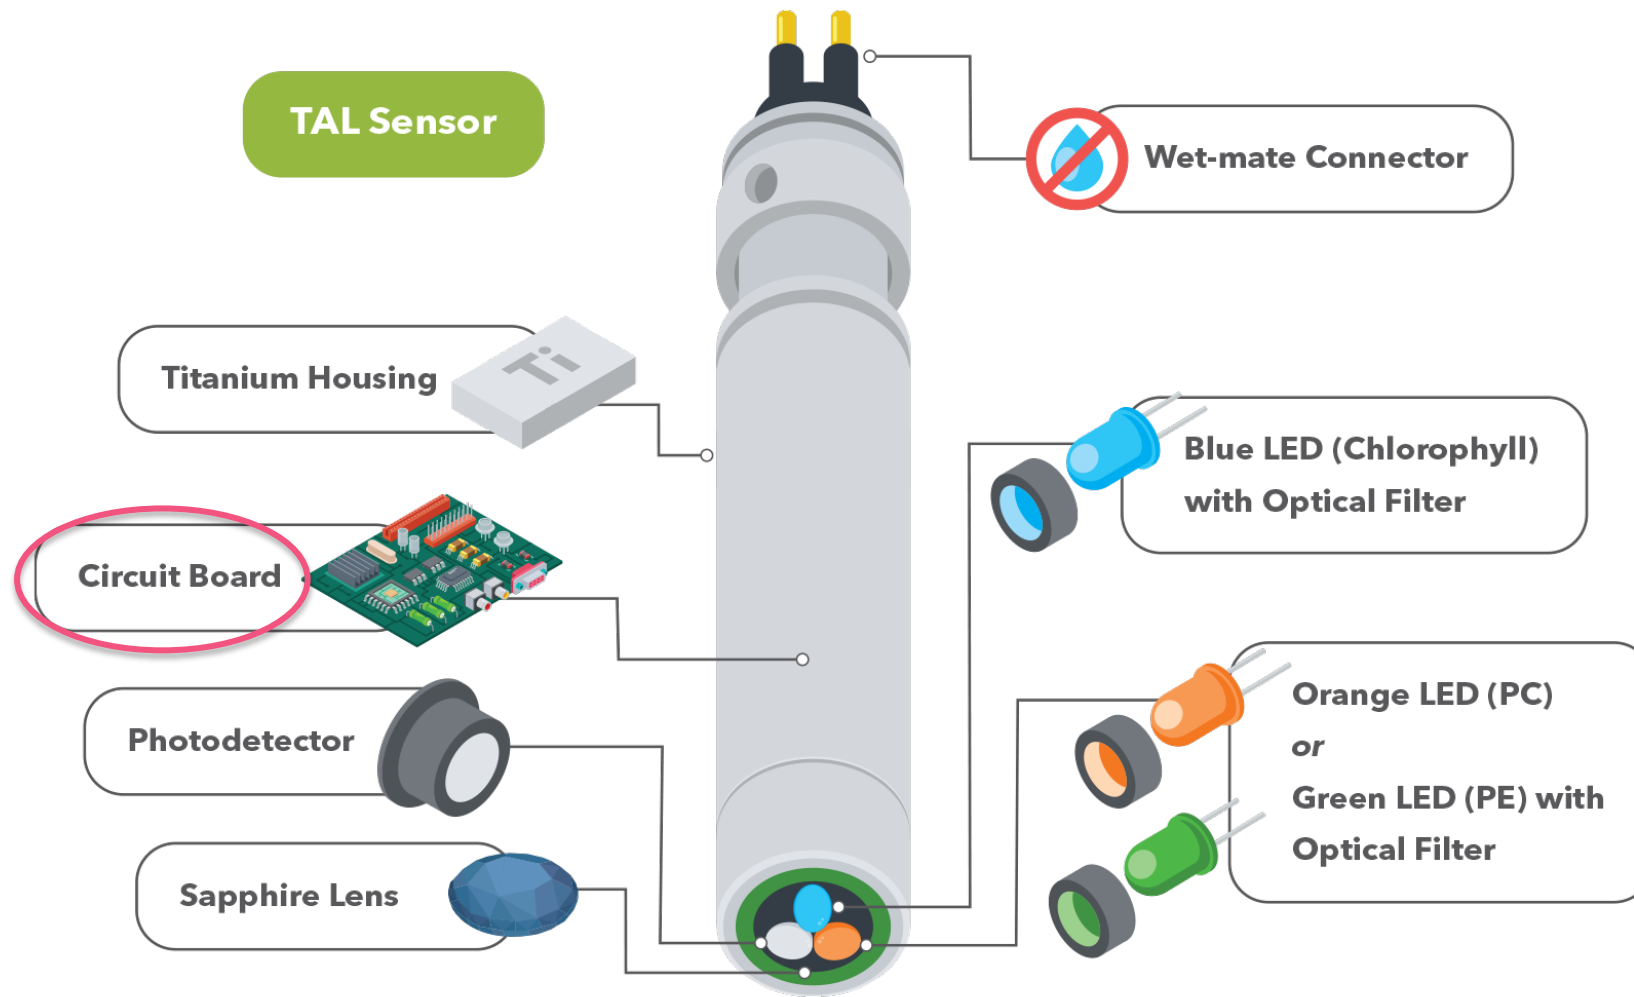 TAL Sensor
Wet-mate Connector
Titanium Housing
Ti
Blue LED (Chlorophyll)
with Optical Filter
Circuit Board
Orange LED (PC)
or
Green LED (PE) with
Optical Filter
Photodetector
Sapphire Lens